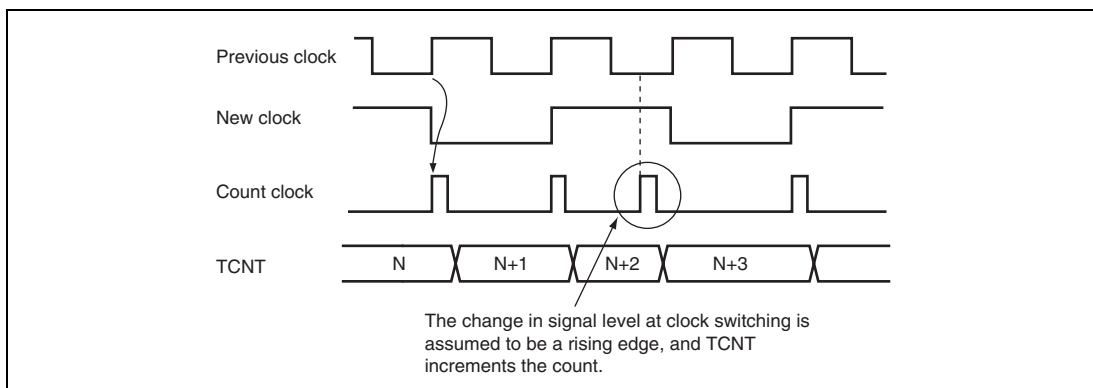 Previous clock
New clock
Count clock
TCNT
N
N+1
N+2
N+3
The change in signal level at clock switching is
assumed to be a rising edge, and TCNT
increments the count.